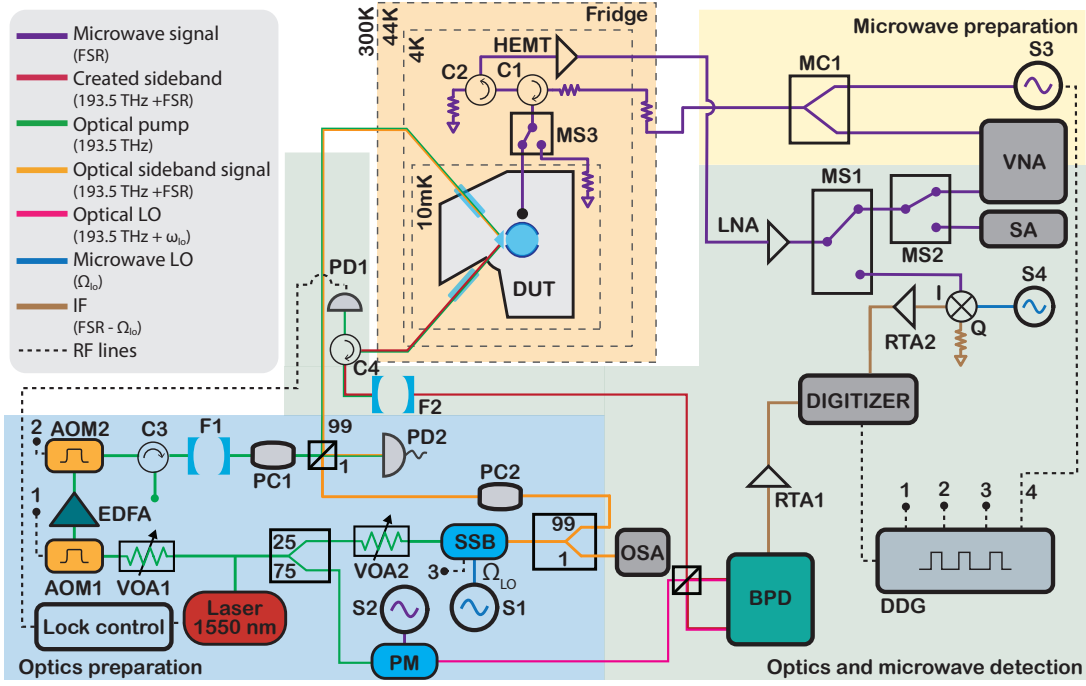 Microwave signal
(FSR)
Created sideband
(193.5 THz +FSR)
Optical pump
(193.5 THz)
Optical sideband signal
(193.5 THz +FSR)
Optical LO
(193.5 THz + ω_lo)
Microwave LO
(Ω_lo)
IF
(FSR - Ω_lo)
RF lines
300K
44K
4K
10mK
Fridge
HEMT
C2
C1
MS3
DUT
Microwave preparation
S3
MC1
VNA
MS1
MS2
SA
LNA
S4
I
Q
RTA2
DIGITIZER
RTA1
1
2
3
4
DDG
BPD
Optics and microwave detection
PD1
C4
F2
2
AOM2
C3
F1
99
1
PD2
PC1
PC2
1
EDFA
AOM1
VOA1
25
75
VOA2
SSB
3
Ω_LO
99
1
OSA
S2
S1
Lock control
Laser
1550 nm
PM
Optics preparation